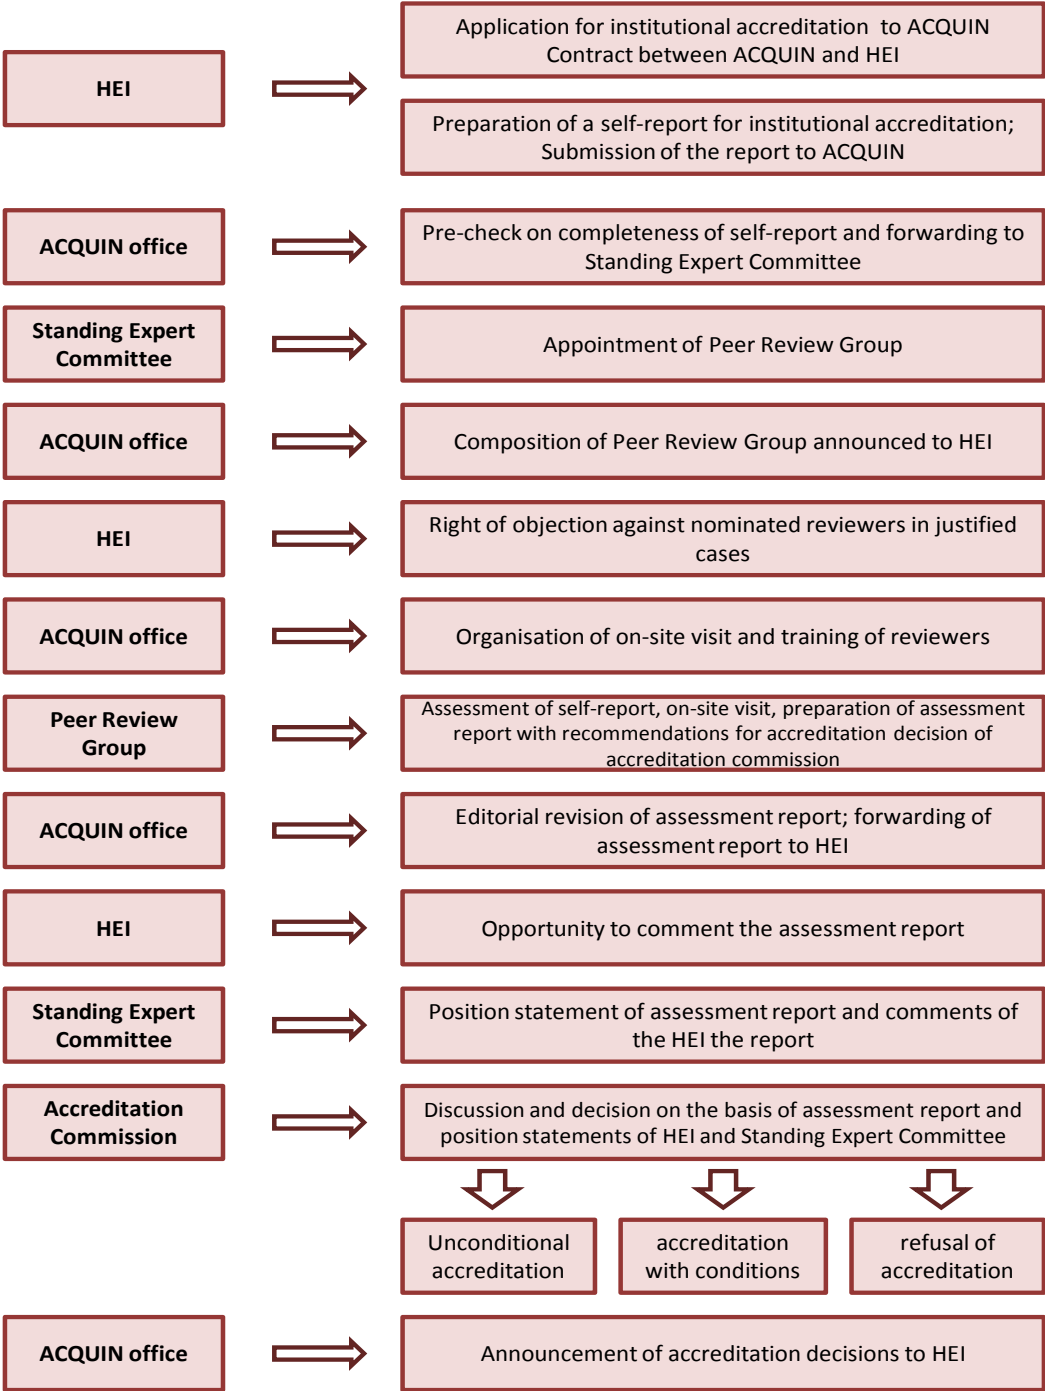 HEI
Application for institutional accreditation to ACQUIN
Contract between ACQUIN and HEI
Preparation of a self-report for institutional accreditation;
Submission of the report to ACQUIN
ACQUIN office
Pre-check on completeness of self-report and forwarding to
Standing Expert Committee
Standing Expert
Committee
Appointment of Peer Review Group
ACQUIN office
Composition of Peer Review Group announced to HEI
HEI
Right of objection against nominated reviewers in justified
cases
ACQUIN office
Organisation of on-site visit and training of reviewers
Peer Review
Group
Assessment of self-report, on-site visit, preparation of assessment
report with recommendations for accreditation decision of
accreditation commission
ACQUIN office
Editorial revision of assessment report; forwarding of
assessment report to HEI
HEI
Opportunity to comment the assessment report
Standing Expert
Committee
Position statement of assessment report and comments of
the HEI the report
Accreditation
Commission
Discussion and decision on the basis of assessment report and
position statements of HEI and Standing Expert Committee
Unconditional
accreditation
accreditation
with conditions
refusal of
accreditation
ACQUIN office
Announcement of accreditation decisions to HEI